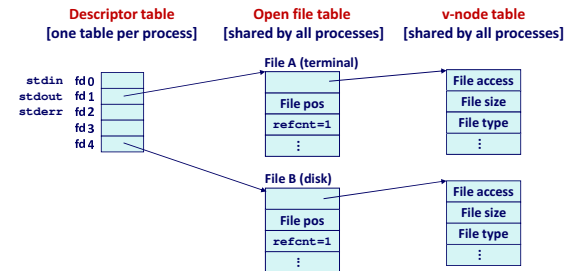 Descriptor table
[one table per process]
Open file table
[shared by all processes]
v-node table
[shared by all processes]
stdin fd 0
stdout fd 1
stderr fd 2
fd 3
fd 4
File A (terminal)
File pos
refcnt=1
⋮
File access
File size
File type
⋮
File B (disk)
File pos
refcnt=1
⋮
File access
File size
File type
⋮